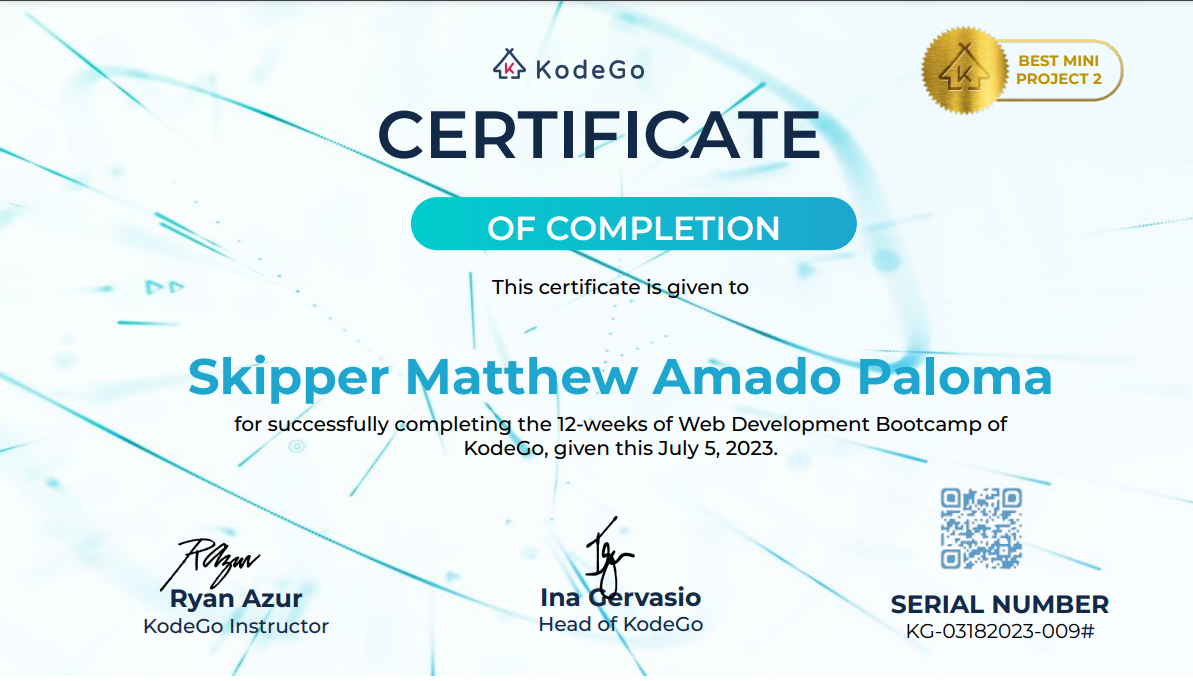 KodeGo
BEST MINI
PROJECT 2
CERTIFICATE
OF COMPLETION
This certificate is given to
Skipper Matthew Amado Paloma
for successfully completing the 12-weeks of Web Development Bootcamp of
KodeGo, given this July 5, 2023.
Ryan Azur
KodeGo Instructor
Ina Gervasio
Head of KodeGo
SERIAL NUMBER
KG-03182023-009#